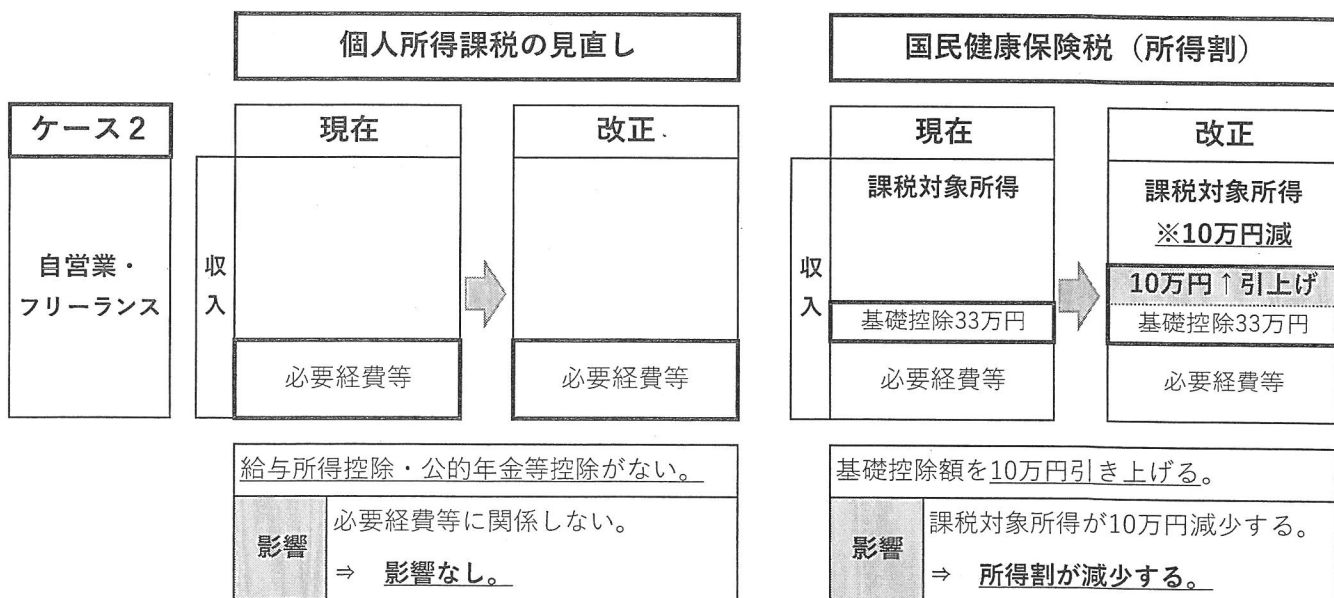 個人所得課税の見直し
国民健康保険税（所得割）
ケース２
現在
改正
現在
改正
自営業・
フリーランス
収
入
必要経費等
必要経費等
収
入
課税対象所得
基礎控除33万円
必要経費等
課税対象所得
※10万円減
10万円↑引上げ
基礎控除33万円
必要経費等
給与所得控除・公的年金等控除がない。
影響
必要経費等に関係しない。
⇒ 影響なし。
基礎控除額を10万円引き上げる。
影響
課税対象所得が10万円減少する。
⇒ 所得割が減少する。